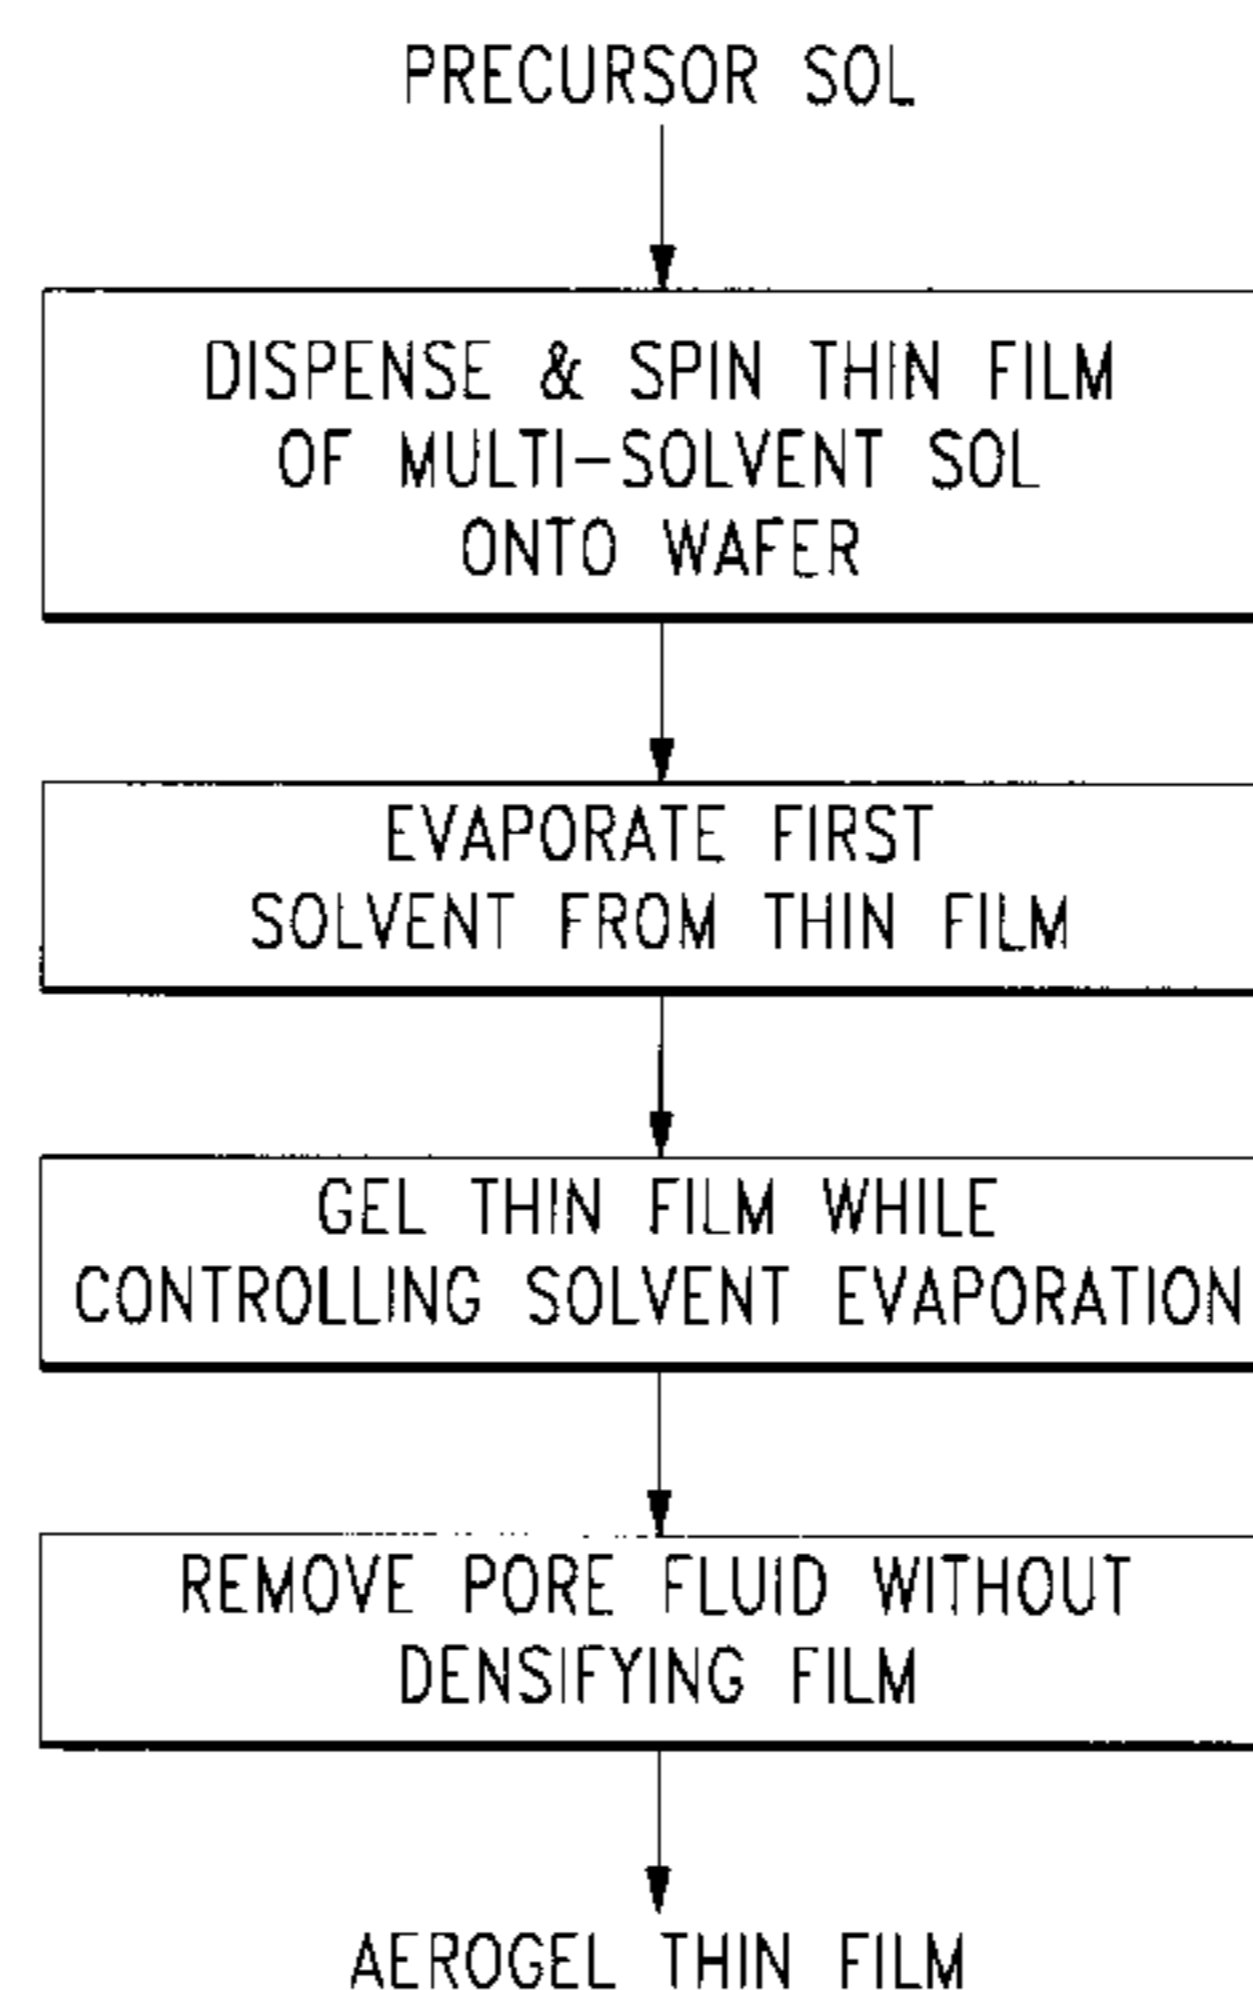 PRECURSOR SOL
DISPENSE & SPIN THIN FILM
OF MULTI-SOLVENT SOL
ONTO WAFER
EVAPORATE FIRST
SOLVENT FROM THIN FILM
GEL THIN FILM WHILE
CONTROLLING SOLVENT EVAPORATION
REMOVE PORE FLUID WITHOUT
DENSIFYING FILM
AEROGEL THIN FILM